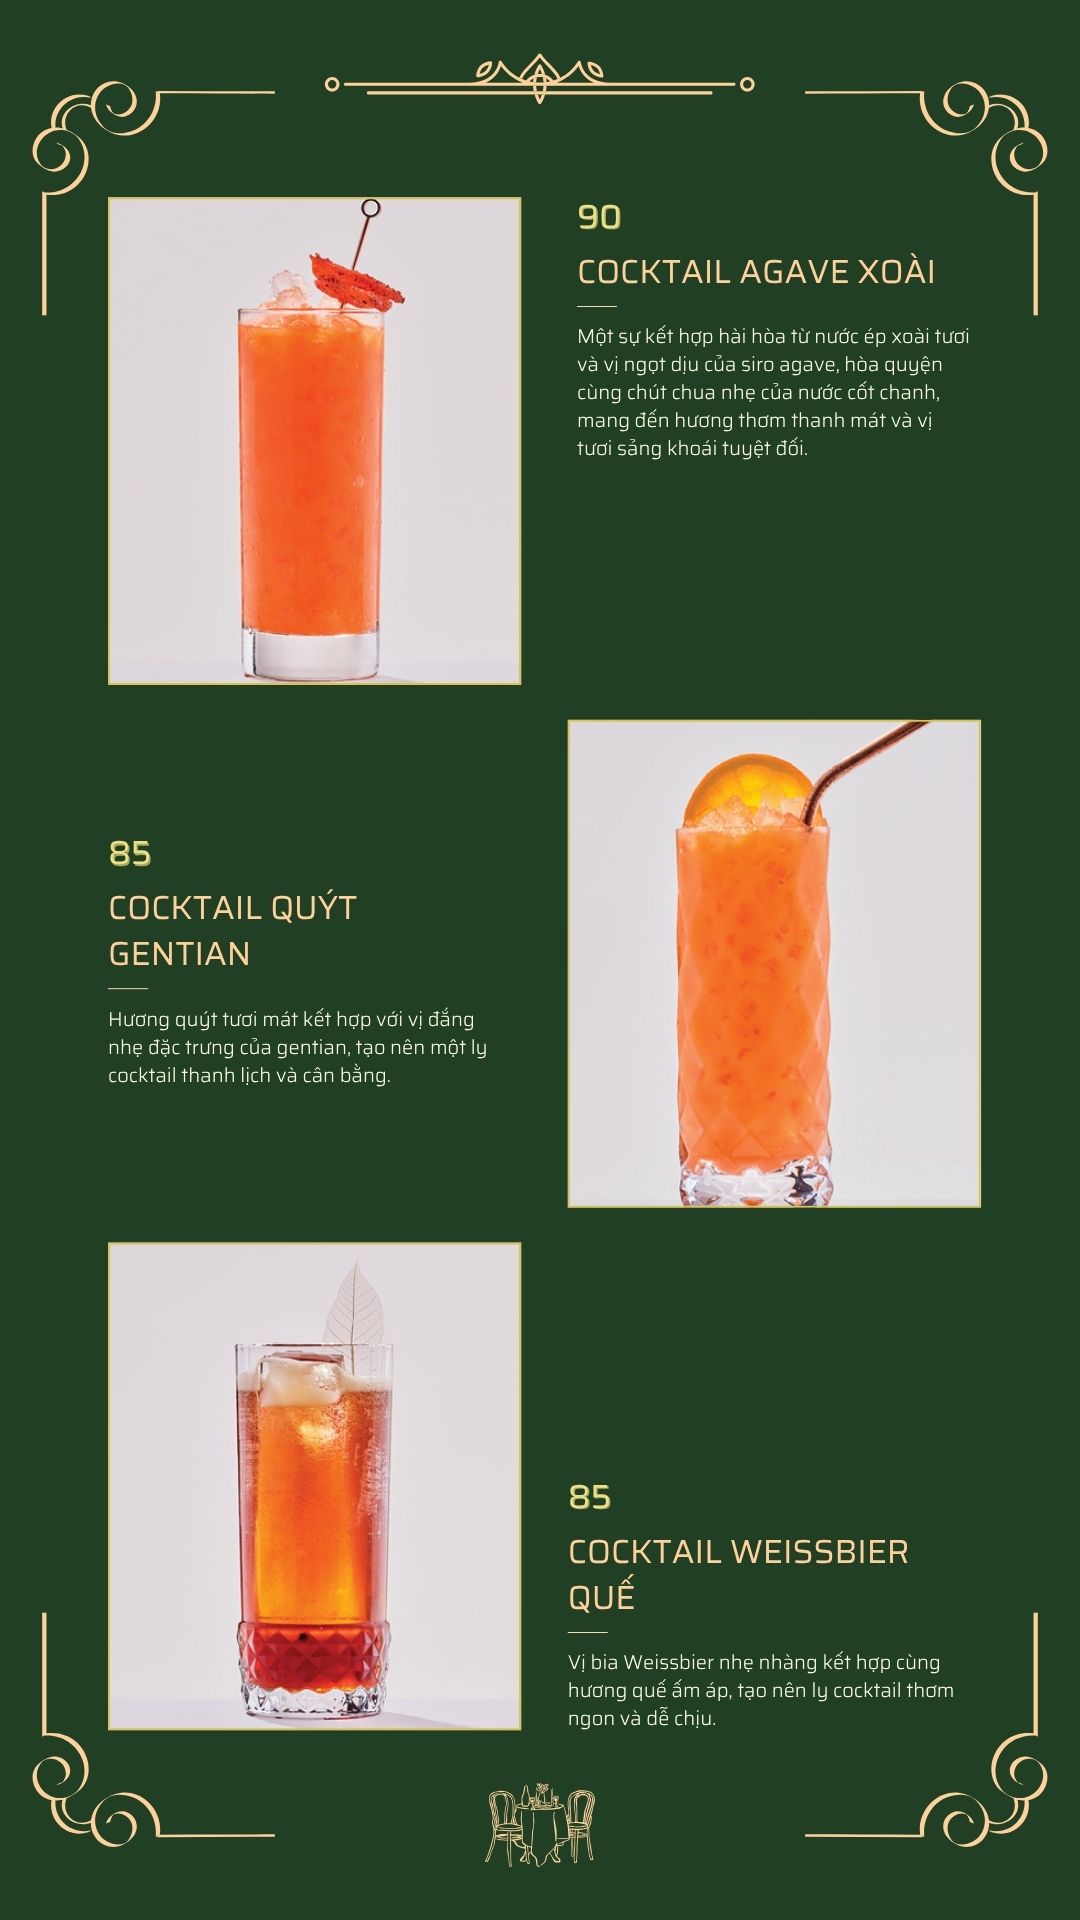 90
COCKTAIL AGAVE XOÀI
Một sự kết hợp hài hòa từ nước ép xoài tươi
và vị ngọt dịu của siro agave, hòa quyện
cùng chút chua nhẹ của nước cốt chanh,
mang đến hương thơm thanh mát và vị
tươi sảng khoái tuyệt đối.
85
COCKTAIL QUÝT
GENTIAN
Hương quýt tươi mát kết hợp với vị đắng
nhẹ đặc trưng của gentian, tạo nên một ly
cocktail thanh lịch và cân bằng.
85
COCKTAIL WEISSBIER
QUẾ
Vị bia Weissbier nhẹ nhàng kết hợp cùng
hương quế ấm áp, tạo nên ly cocktail thơm
ngon và dễ chịu.